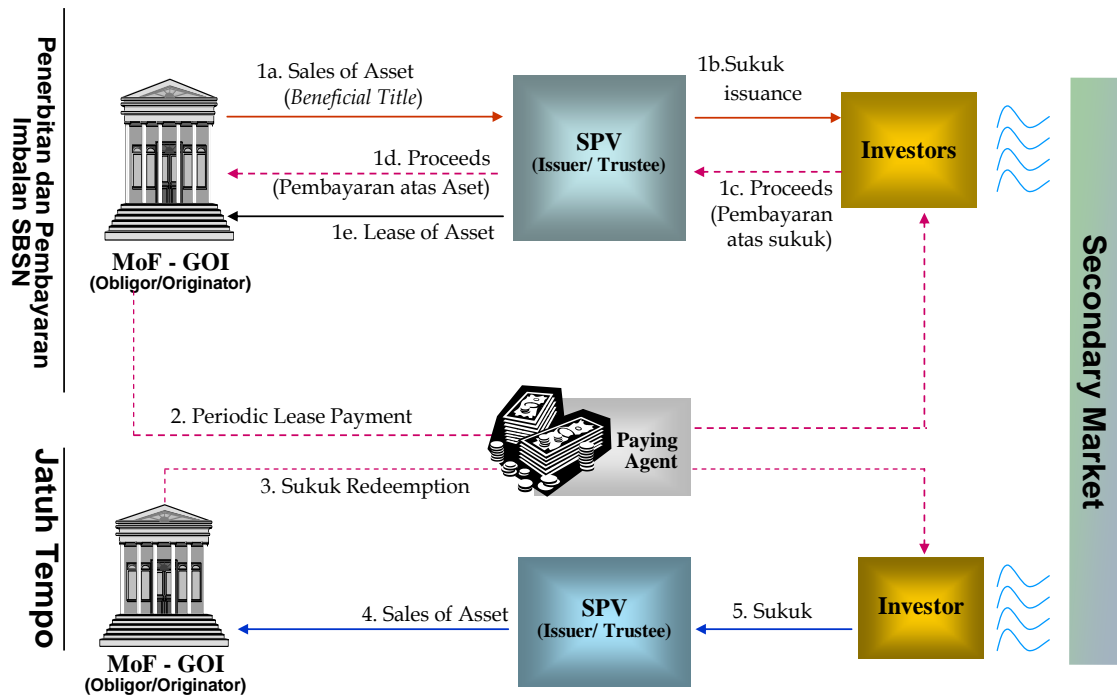 Penerbitan dan Pembayaran
Imbalan SBSN
1a. Sales of Asset
(Beneficial Title)
1b.Sukuk
issuance
SPV
(Issuer/ Trustee)
Investors
1d. Proceeds
(Pembayaran atas Aset)
1c. Proceeds
(Pembayaran
atas sukuk)
1e. Lease of Asset
MoF - GOI
(Obligor/Originator)
Secondary Market
2. Periodic Lease Payment
Paying
Agent
Jatuh Tempo
3. Sukuk Redeemption
4. Sales of Asset
SPV
(Issuer/ Trustee)
5. Sukuk
Investor
MoF - GOI
(Obligor/Originator)